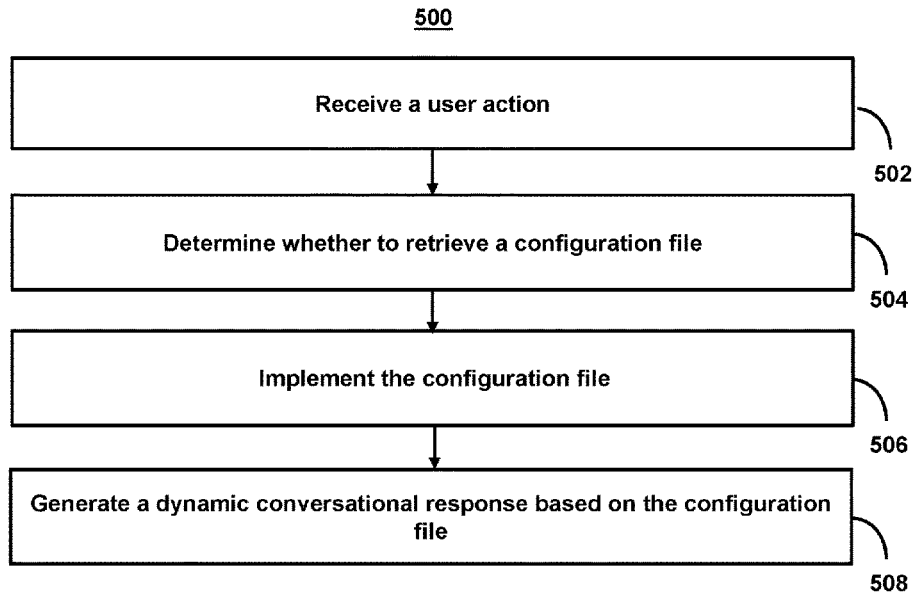 500
Receive a user action
502
Determine whether to retrieve a configuration file
504
Implement the configuration file
506
Generate a dynamic conversational response based on the configuration
file
508